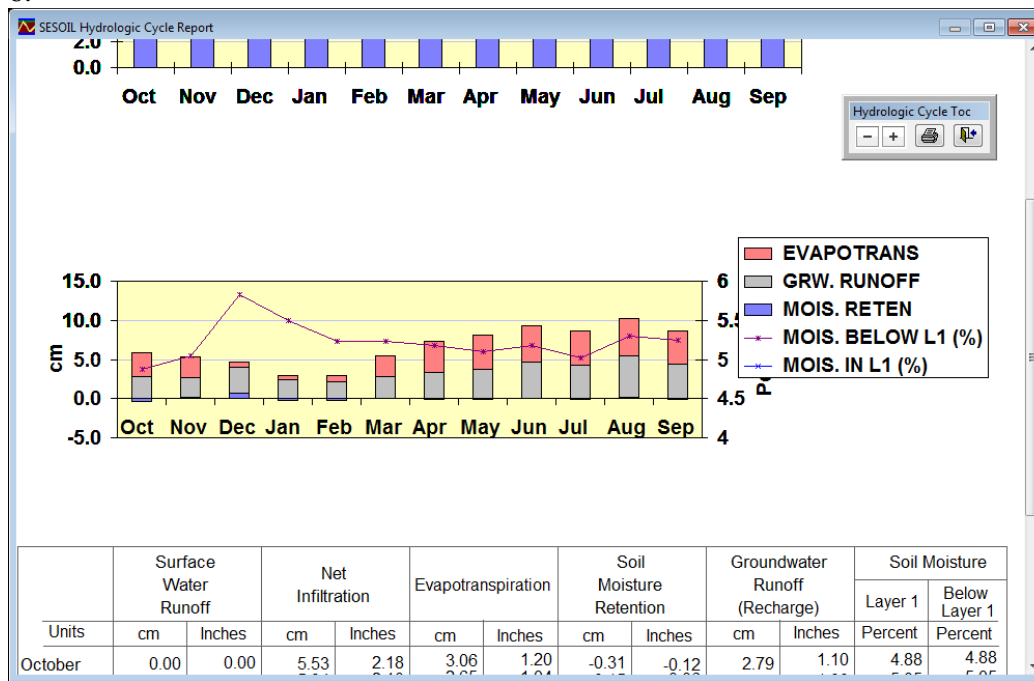 SESOIL Hydrologic Cycle Report
2.0
0.0
Oct Nov Dec Jan Feb Mar Apr May Jun Jul Aug Sep
Hydrologic Cycle Toc
- +
EVAPOTRANS
GRW. RUNOFF
MOIS. RETEN
MOIS. BELOW L1 (%)
MOIS. IN L1 (%)
15.0
10.0
5.0
0.0
-5.0
cm
6
5.5
5
4.5
4
Oct Nov Dec Jan Feb Mar Apr May Jun Jul Aug Sep
Surface Water Runoff
Net Infiltration
Evapotranspiration
Soil Moisture Retention
Groundwater Runoff (Recharge)
Soil Moisture
Layer 1
Below Layer 1
Units cm Inches cm Inches cm Inches cm Inches cm Inches Percent Percent
October 0.00 0.00 5.53 2.18 3.06 1.20 -0.31 -0.12 2.79 1.10 4.88 4.88